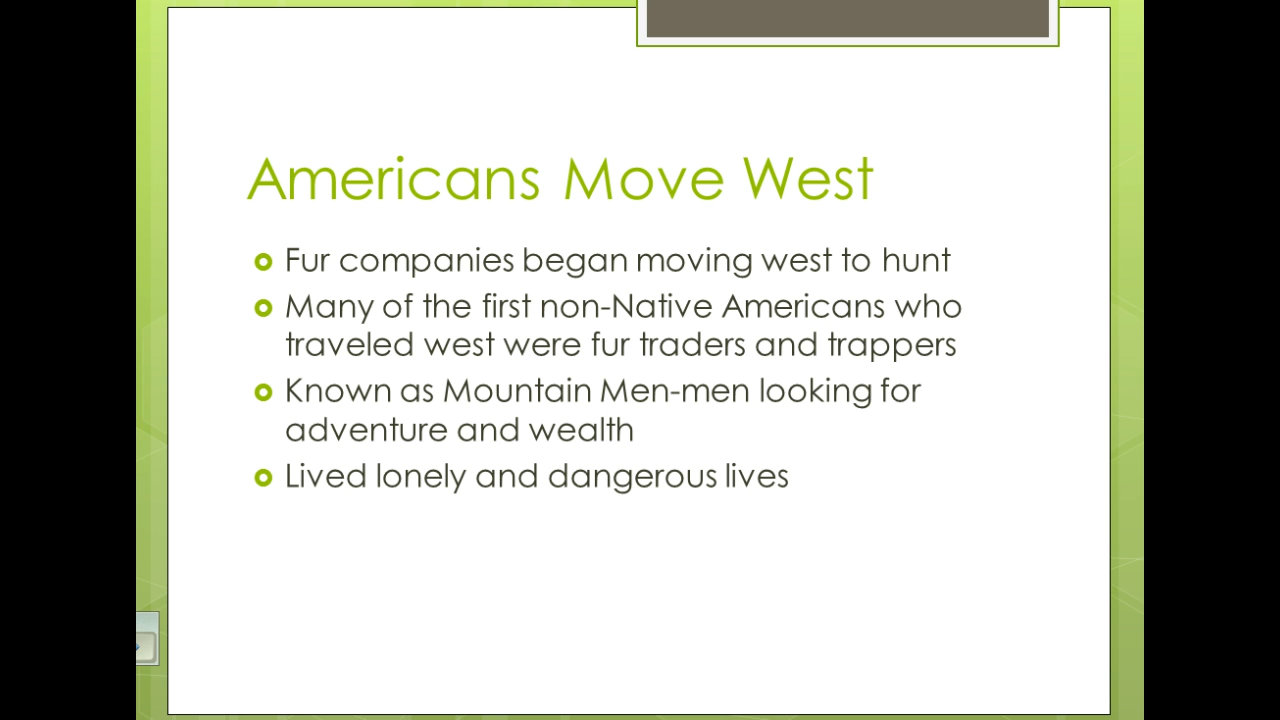 Americans Move West
Fur companies began moving west to hunt
Many of the first non-Native Americans who
traveled west were fur traders and trappers
Known as Mountain Men-men looking for
adventure and wealth
Lived lonely and dangerous lives